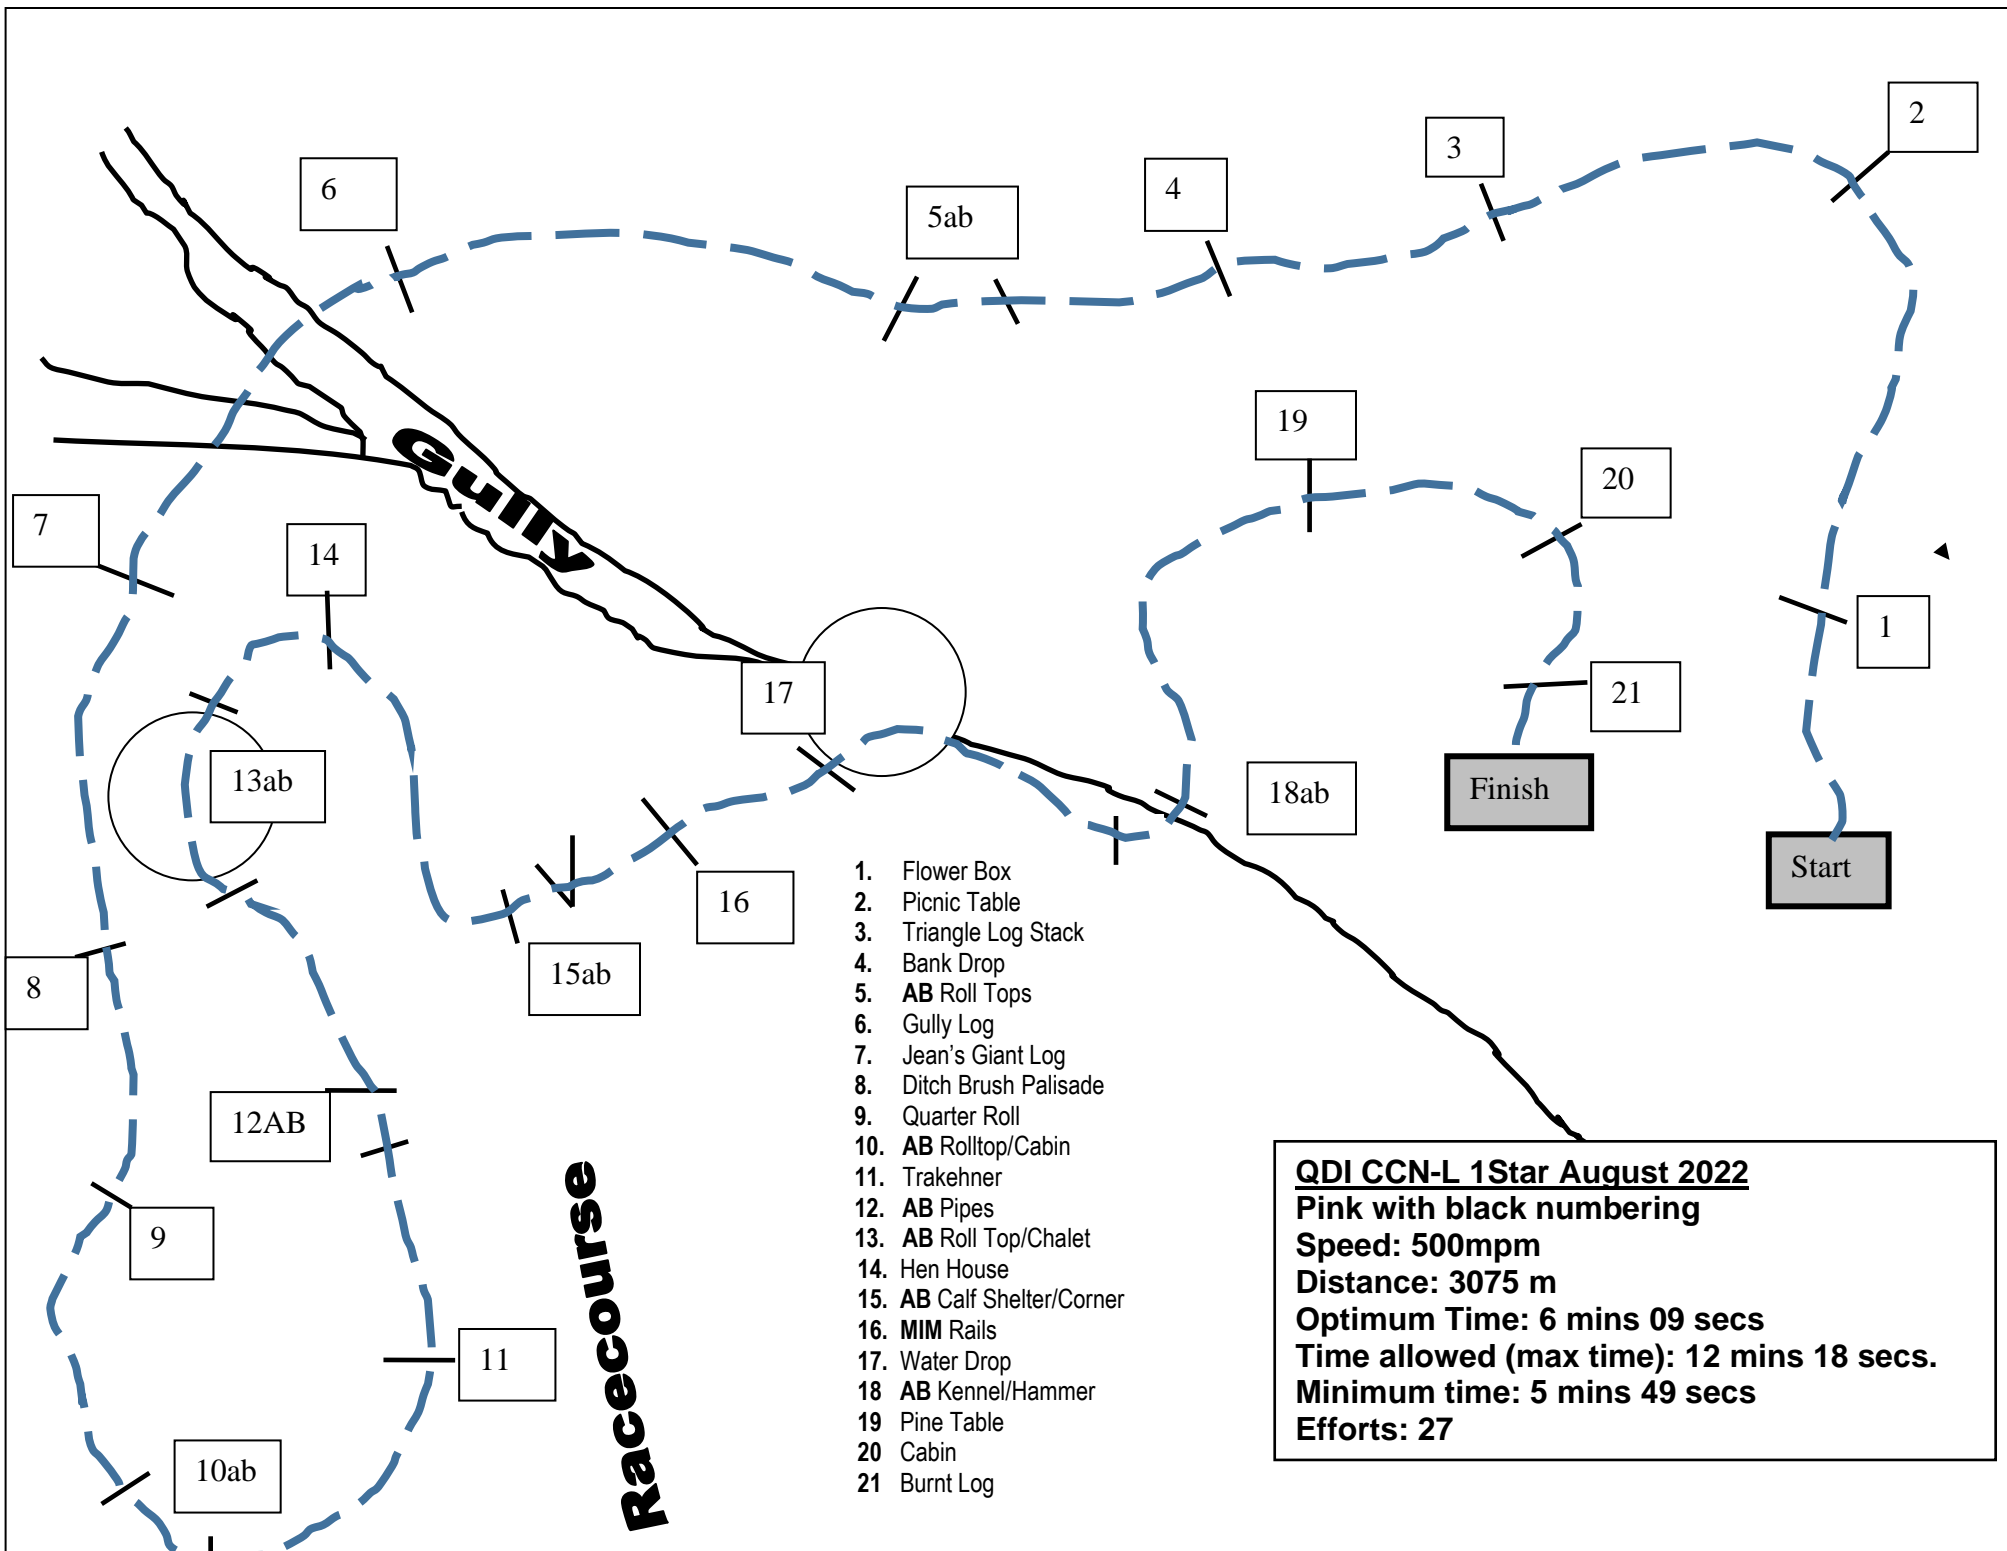 2
3
6
4
5ab
19
20
7
14
1
17
21
Finish
13ab
18ab
Start
16
15ab
8
12AB
9
11
10ab
Gully
Racecourse
1. Flower Box
2. Picnic Table
3. Triangle Log Stack
4. Bank Drop
5. AB Roll Tops
6. Gully Log
7. Jean's Giant Log
8. Ditch Brush Palisade
9. Quarter Roll
10. AB Rolltop/Cabin
11. Trakehner
12. AB Pipes
13. AB Roll Top/Chalet
14. Hen House
15. AB Calf Shelter/Corner
16. MIM Rails
17. Water Drop
18 AB Kennel/Hammer
19 Pine Table
20 Cabin
21 Burnt Log
QDI CCN-L 1Star August 2022
Pink with black numbering
Speed: 500mpm
Distance: 3075 m
Optimum Time: 6 mins 09 secs
Time allowed (max time): 12 mins 18 secs.
Minimum time: 5 mins 49 secs
Efforts: 27